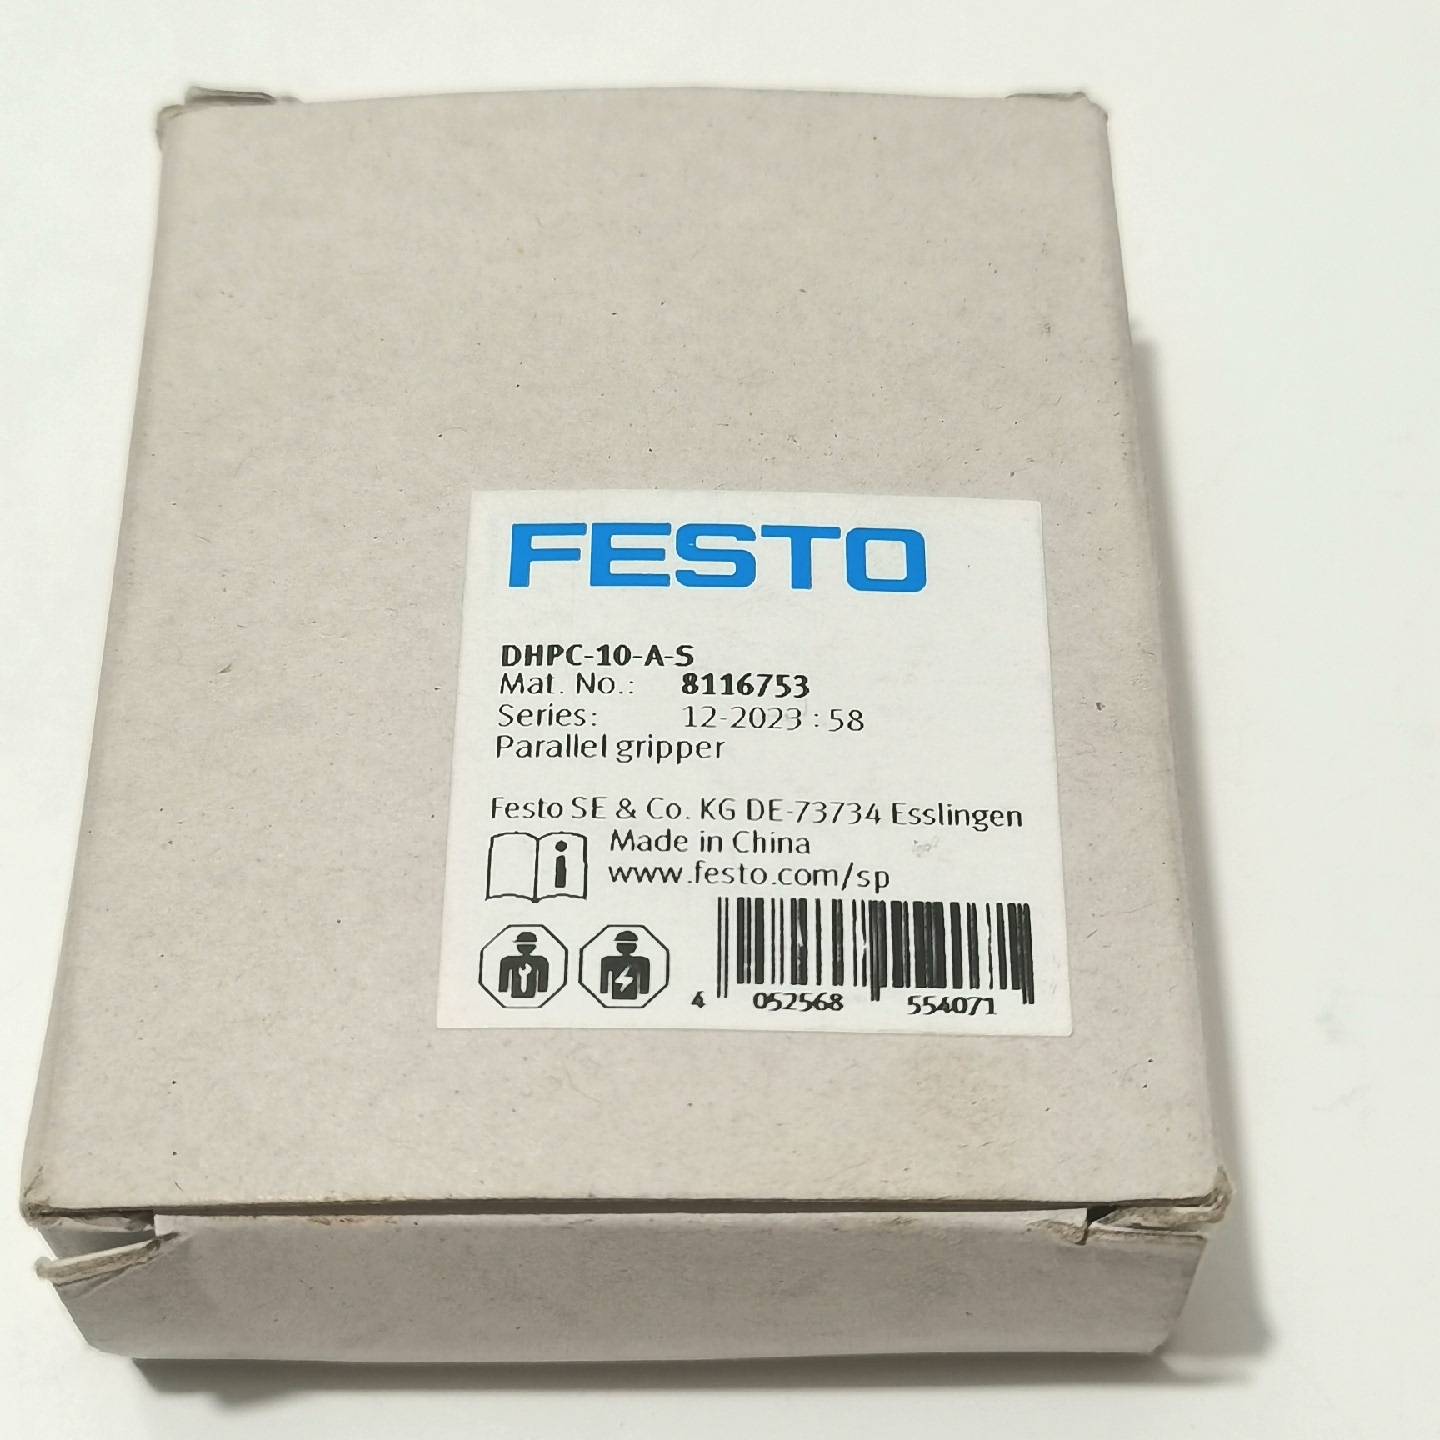 FESTO
DHPC-10-A-S
Mat. No.: 8116753
Series: 12-2023 : 58
Parallel gripper
Festo SE & Co. KG DE-73734 Esslingen
Made in China
www.festo.com/sp
4 052568 554071